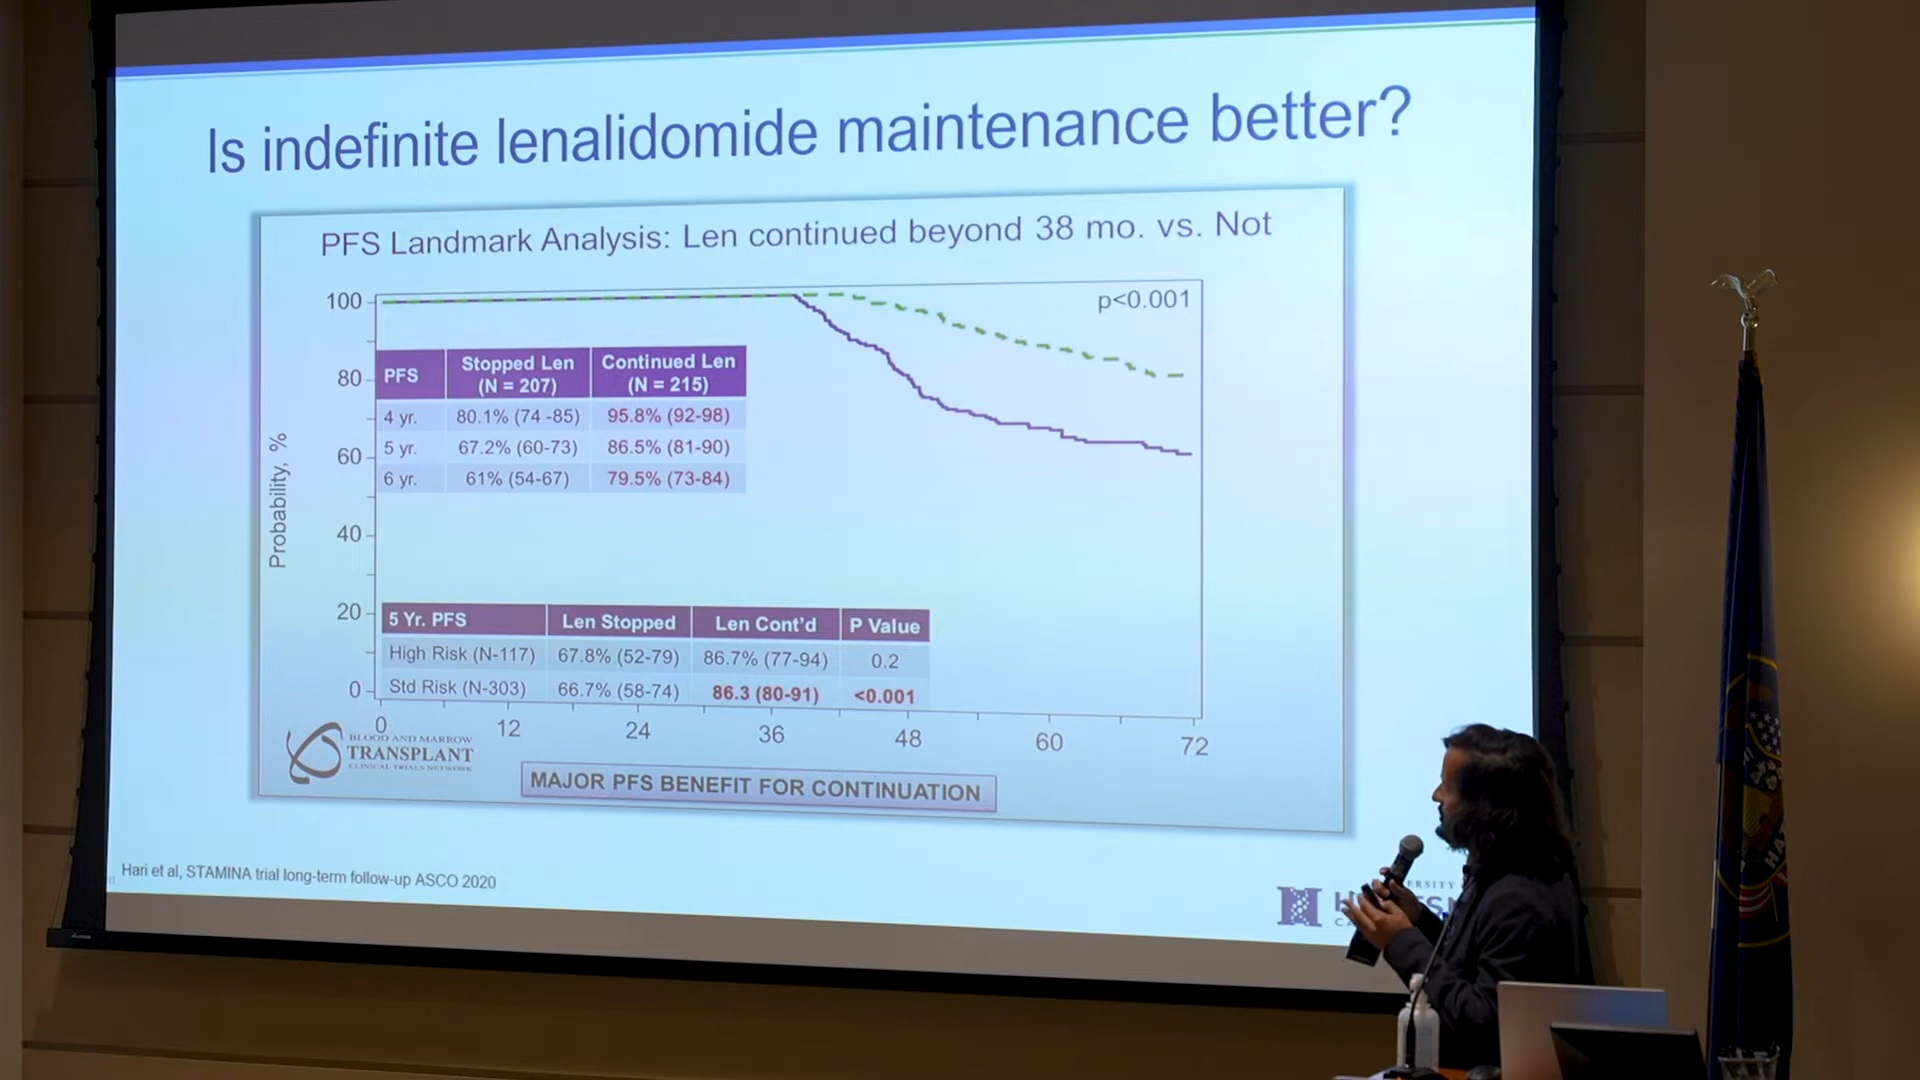 Is indefinite lenalidomide maintenance better?
PFS Landmark Analysis: Len continued beyond 38 mo. vs. Not
p<0.001
Probability, %
100
80
60
40
20
0
PFS Stopped Len (N = 207) Continued Len (N = 215)
4 yr. 80.1% (74 -85) 95.8% (92-98)
5 yr. 67.2% (60-73) 86.5% (81-90)
6 yr. 61% (54-67) 79.5% (73-84)
5 Yr. PFS Len Stopped Len Cont'd P Value
High Risk (N-117) 67.8% (52-79) 86.7% (77-94) 0.2
Std Risk (N-303) 66.7% (58-74) 86.3 (80-91) <0.001
0 12 24 36 48 60 72
BLOOD AND MARROW
TRANSPLANT
CLINICAL TRIALS NETWORK
MAJOR PFS BENEFIT FOR CONTINUATION
Hari et al, STAMINA trial long-term follow-up ASCO 2020